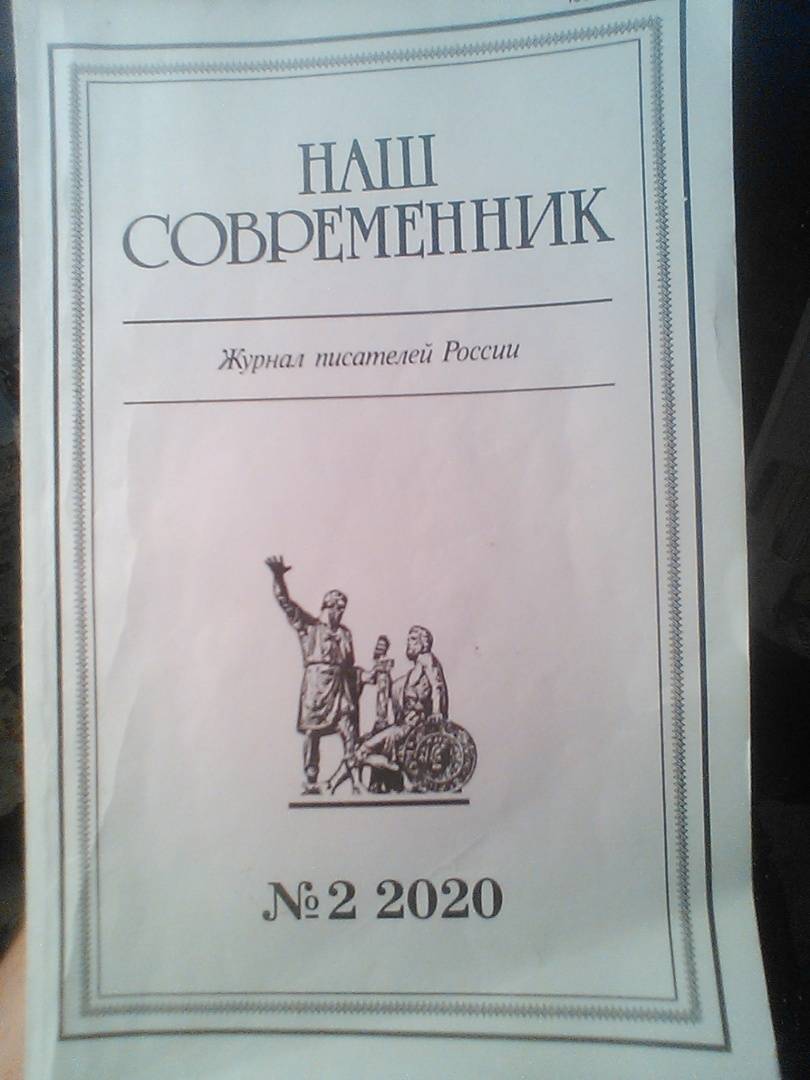 НАШ
СОВРЕМЕННИК
Журнал писателей России
№2 2020